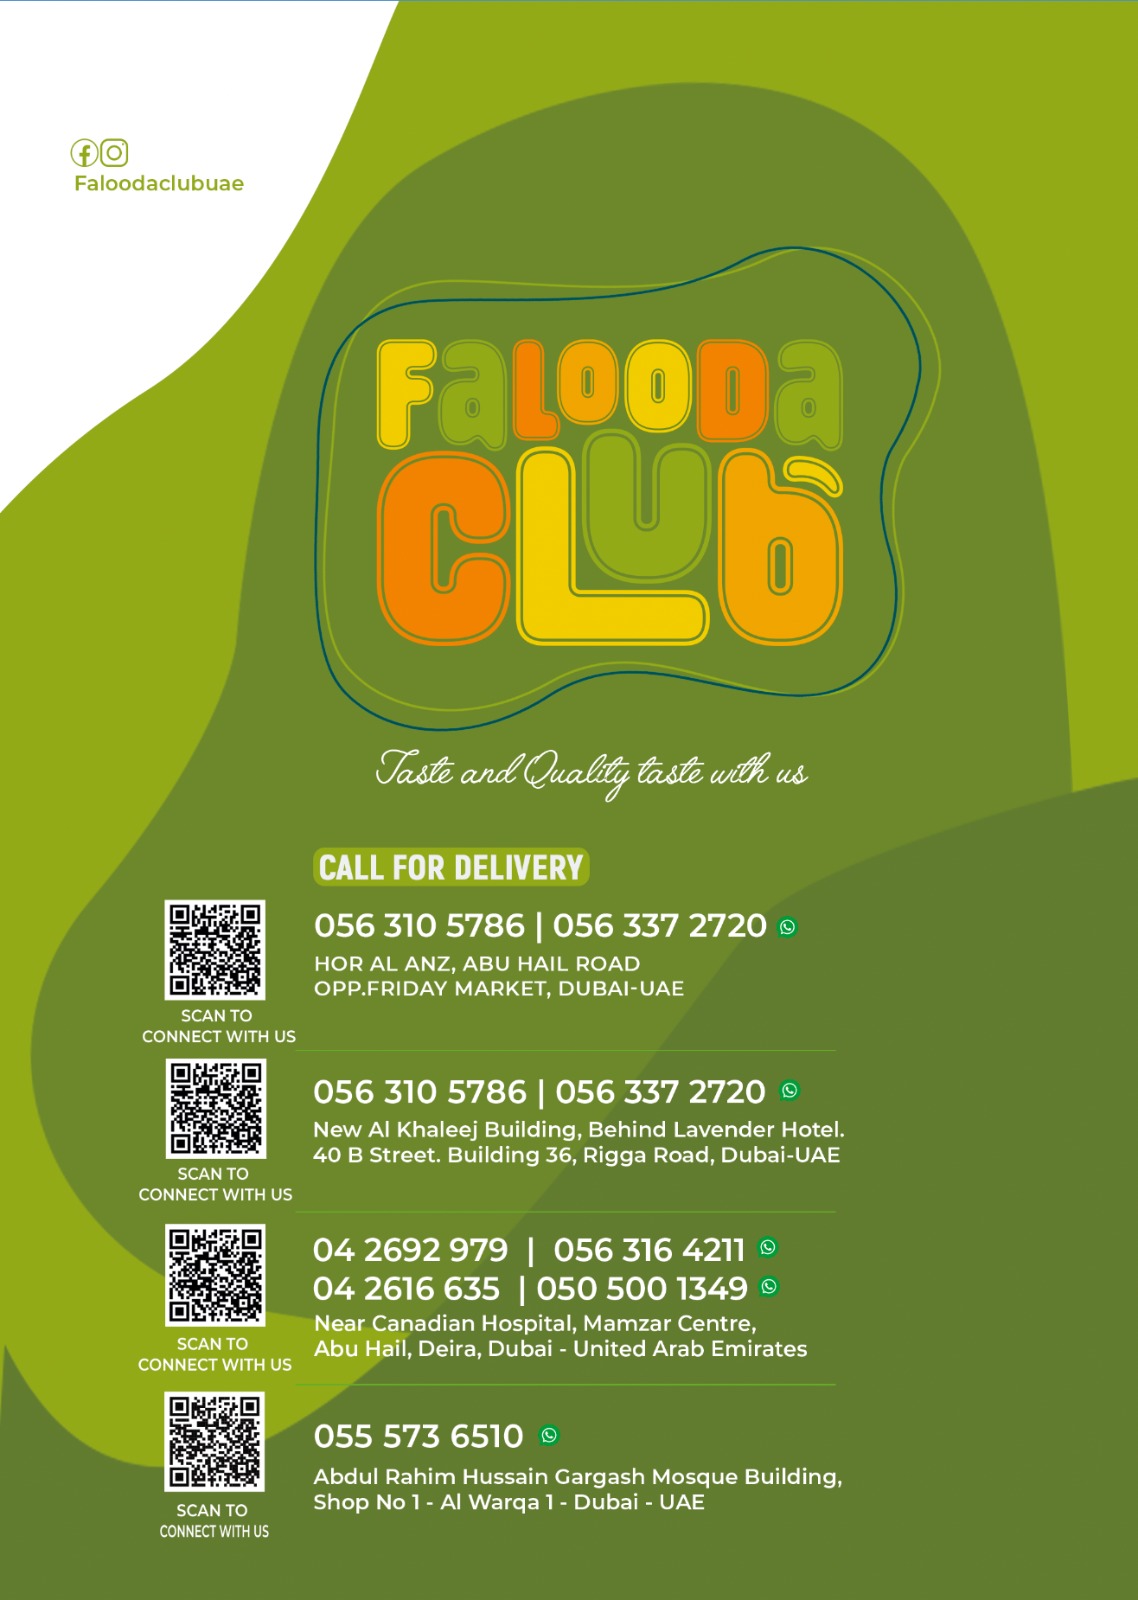 Faloodaclubuae
FALOODA
CLUB
Taste and Quality taste with us
CALL FOR DELIVERY
056 310 5786 | 056 337 2720
HOR AL ANZ, ABU HAIL ROAD
OPP.FRIDAY MARKET, DUBAI-UAE
SCAN TO
CONNECT WITH US
056 310 5786 | 056 337 2720
New Al Khaleej Building, Behind Lavender Hotel.
40 B Street. Building 36, Rigga Road, Dubai-UAE
SCAN TO
CONNECT WITH US
04 2692 979 | 056 316 4211
04 2616 635 | 050 500 1349
Near Canadian Hospital, Mamzar Centre,
Abu Hail, Deira, Dubai - United Arab Emirates
SCAN TO
CONNECT WITH US
055 573 6510
Abdul Rahim Hussain Gargash Mosque Building,
Shop No 1 - Al Warqa 1 - Dubai - UAE
SCAN TO
CONNECT WITH US